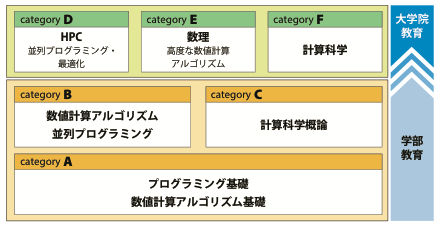 category D
HPC
並列プログラミング・
最適化
category E
数理
高度な数値計算
アルゴリズム
category F
計算科学
大学院
教育
category B
数値計算アルゴリズム
並列プログラミング
category C
計算科学概論
category A
プログラミング基礎
数値計算アルゴリズム基礎
学部
教育